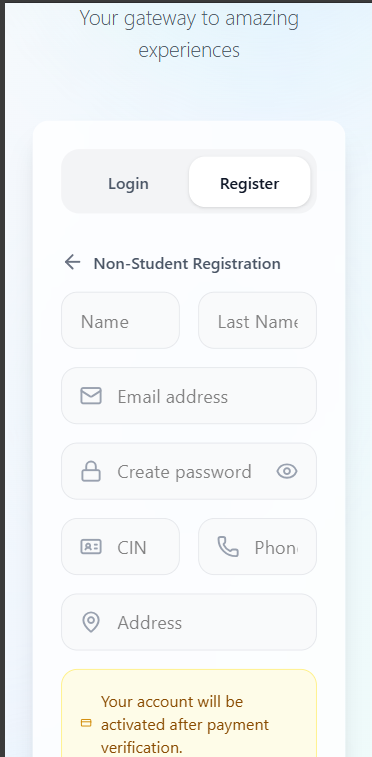 Your gateway to amazing
experiences
Login Register
Non-Student Registration
Name Last Name
Email address
Create password
CIN Phon
Address
Your account will be
activated after payment
verification.